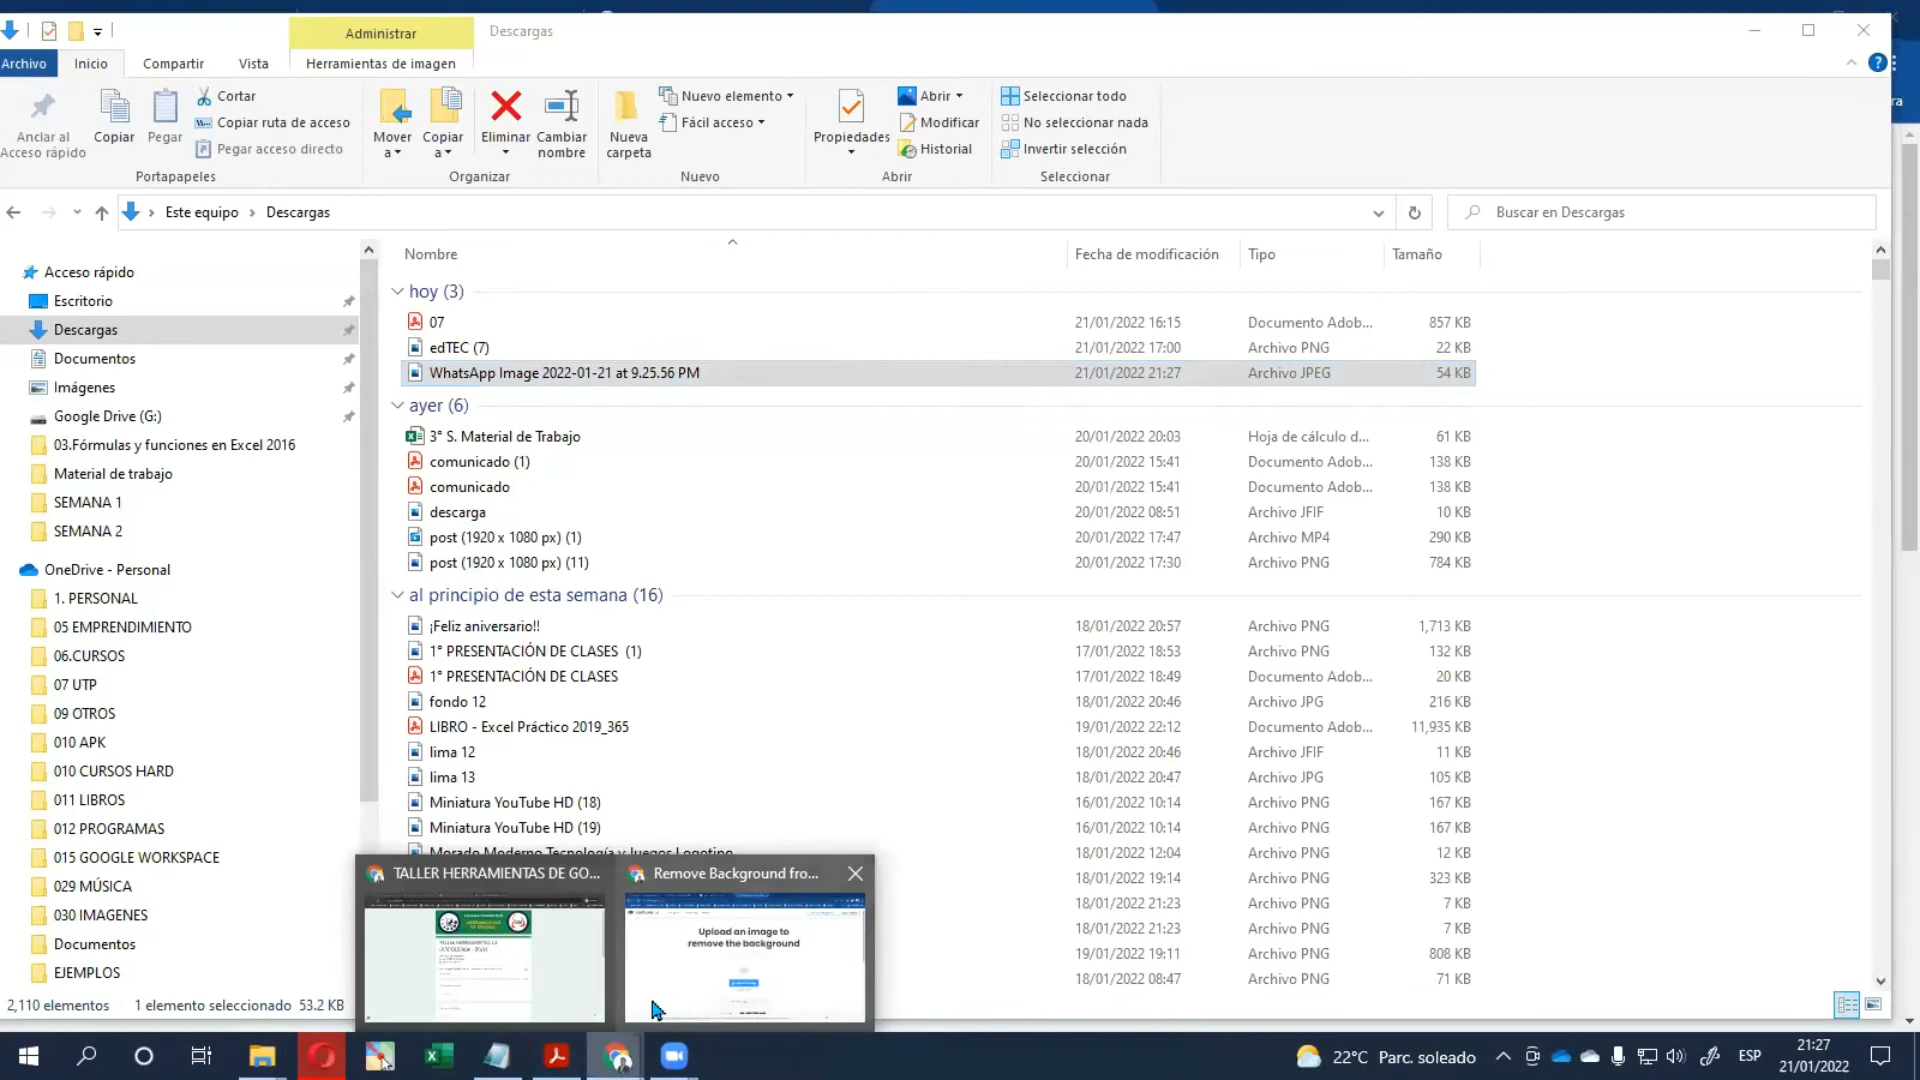 Administrar
Descargas
Archivo
Inicio
Compartir
Vista
Herramientas de imagen
Anclar al
Acceso rápido
Copiar
Pegar
Cortar
Copiar ruta de acceso
Pegar acceso directo
Portapapeles
Mover
a
Copiar
a
Eliminar
Cambiar
nombre
Organizar
Nueva
carpeta
Nuevo elemento
Fácil acceso
Nuevo
Propiedades
Abrir
Modificar
Historial
Abrir
Seleccionar todo
No seleccionar nada
Invertir selección
Seleccionar
Este equipo > Descargas
Buscar en Descargas
Acceso rápido
Escritorio
Descargas
Documentos
Imágenes
Google Drive (G:)
03.Fórmulas y funciones en Excel 2016
Material de trabajo
SEMANA 1
SEMANA 2
OneDrive - Personal
1. PERSONAL
05 EMPRENDIMIENTO
06.CURSOS
07 UTP
09 OTROS
010 APK
010 CURSOS HARD
011 LIBROS
012 PROGRAMAS
015 GOOGLE WORKSPACE
029 MÚSICA
030 IMAGENES
Documentos
EJEMPLOS
Nombre Fecha de modificación Tipo Tamaño
hoy (3)
07 21/01/2022 16:15 Documento Adob... 857 KB
edTEC (7) 21/01/2022 17:00 Archivo PNG 22 KB
WhatsApp Image 2022-01-21 at 9.25.56 PM 21/01/2022 21:27 Archivo JPEG 54 KB
ayer (6)
3° S. Material de Trabajo 20/01/2022 20:03 Hoja de cálculo d... 61 KB
comunicado (1) 20/01/2022 15:41 Documento Adob... 138 KB
comunicado 20/01/2022 15:41 Documento Adob... 138 KB
descarga 20/01/2022 08:51 Archivo JFIF 10 KB
post (1920 x 1080 px) (1) 20/01/2022 17:47 Archivo MP4 290 KB
post (1920 x 1080 px) (11) 20/01/2022 17:30 Archivo PNG 784 KB
al principio de esta semana (16)
¡Feliz aniversario!! 18/01/2022 20:57 Archivo PNG 1,713 KB
1° PRESENTACIÓN DE CLASES (1) 17/01/2022 18:53 Archivo PNG 132 KB
1° PRESENTACIÓN DE CLASES 17/01/2022 18:49 Documento Adob... 20 KB
fondo 12 18/01/2022 20:46 Archivo JPG 216 KB
LIBRO - Excel Práctico 2019_365 19/01/2022 22:12 Documento Adob... 11,935 KB
lima 12 18/01/2022 20:46 Archivo JFIF 11 KB
lima 13 18/01/2022 20:47 Archivo JPG 105 KB
Miniatura YouTube HD (18) 16/01/2022 10:14 Archivo PNG 167 KB
Miniatura YouTube HD (19) 16/01/2022 10:14 Archivo PNG 167 KB
Morado Moderno Tecnología y Juegos Logotipo 18/01/2022 12:04 Archivo PNG 12 KB
18/01/2022 19:14 Archivo PNG 323 KB
18/01/2022 21:23 Archivo PNG 7 KB
18/01/2022 21:23 Archivo PNG 7 KB
19/01/2022 19:11 Archivo PNG 808 KB
18/01/2022 08:47 Archivo PNG 71 KB
TALLER HERRAMIENTAS DE GO...
Remove Background fro...
Upload an image to
remove the background
2,110 elementos 1 elemento seleccionado 53.2 KB
22°C Parc. soleado
ESP
21:27
21/01/2022